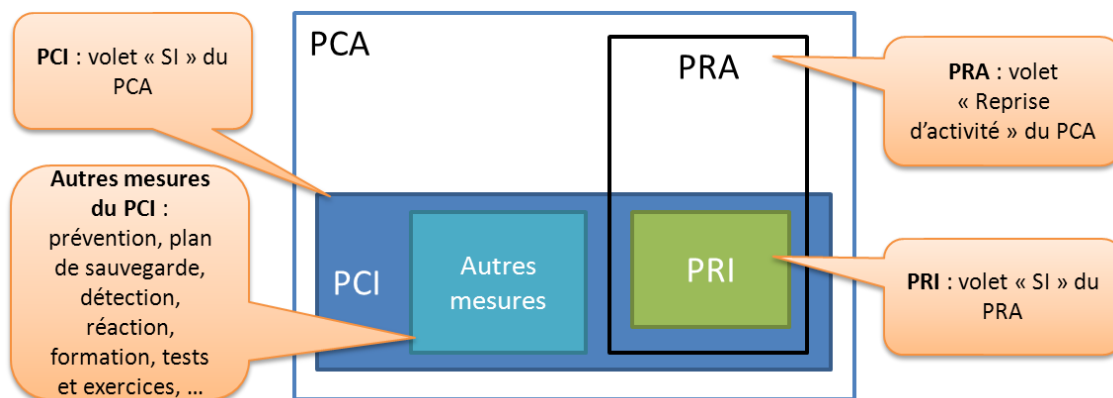 PCI : volet « SI » du
PCA
Autres mesures
du PCI :
prévention, plan
de sauvegarde,
détection,
réaction,
formation, tests
et exercices, …
PCA
PRA
PCI
Autres
mesures
PRI
PRA : volet
« Reprise
d’activité » du PCA
PRI : volet « SI » du
PRA